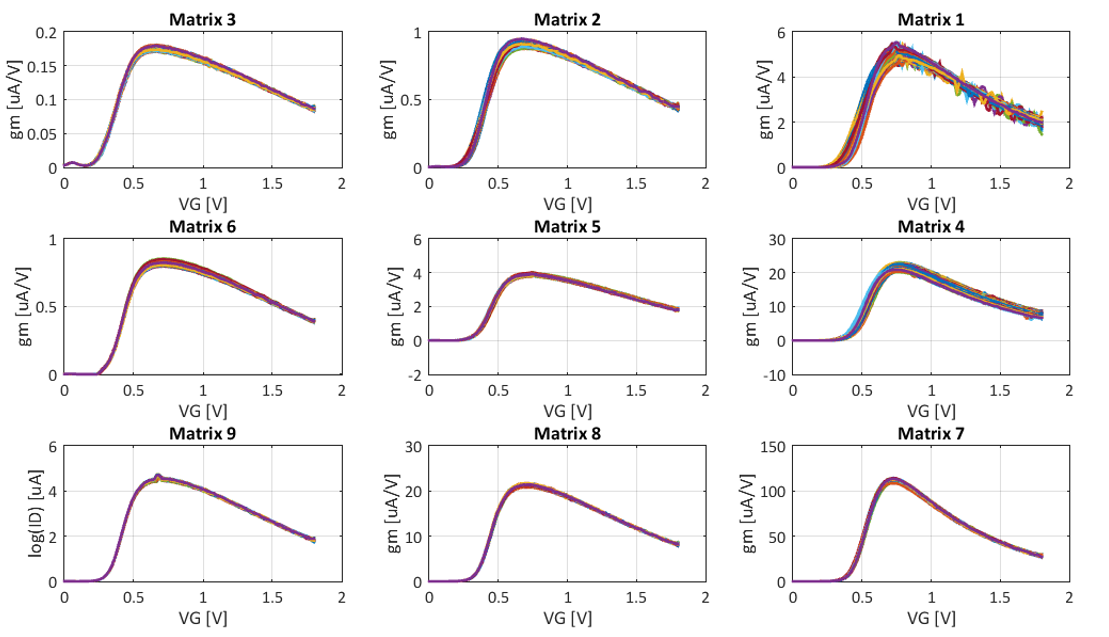 Matrix 3 Matrix 2 Matrix 1
0.2 1 6
0.15 4
gm [uA/V] 0.1 gm [uA/V] 0.5 gm [uA/V]
0.05 2
0 0 0
0 0.5 1 1.5 2 0 0.5 1 1.5 2 0 0.5 1 1.5 2
VG [V] VG [V] VG [V]
Matrix 6 Matrix 5 Matrix 4
1 6 30
4 20
gm [uA/V] 0.5 gm [uA/V] 2 gm [uA/V] 10
0 0
0 -2 -10
0 0.5 1 1.5 2 0 0.5 1 1.5 2 0 0.5 1 1.5 2
VG [V] VG [V] VG [V]
Matrix 9 Matrix 8 Matrix 7
6 30 150
4 20 100
log(ID) [uA] gm [uA/V] gm [uA/V]
2 10 50
0 0 0
0 0.5 1 1.5 2 0 0.5 1 1.5 2 0 0.5 1 1.5 2
VG [V] VG [V] VG [V]